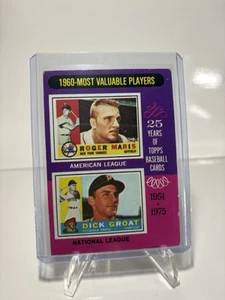 1960-MOST VALUABLE PLAYERS
ROGER MARIS
NEW YORK YANKEES
OUTFIELD
AMERICAN LEAGUE
DICK GROAT
NATIONAL LEAGUE
25
YEARS
OF TOPPS
BASEBALL
CARDS
1951
1975